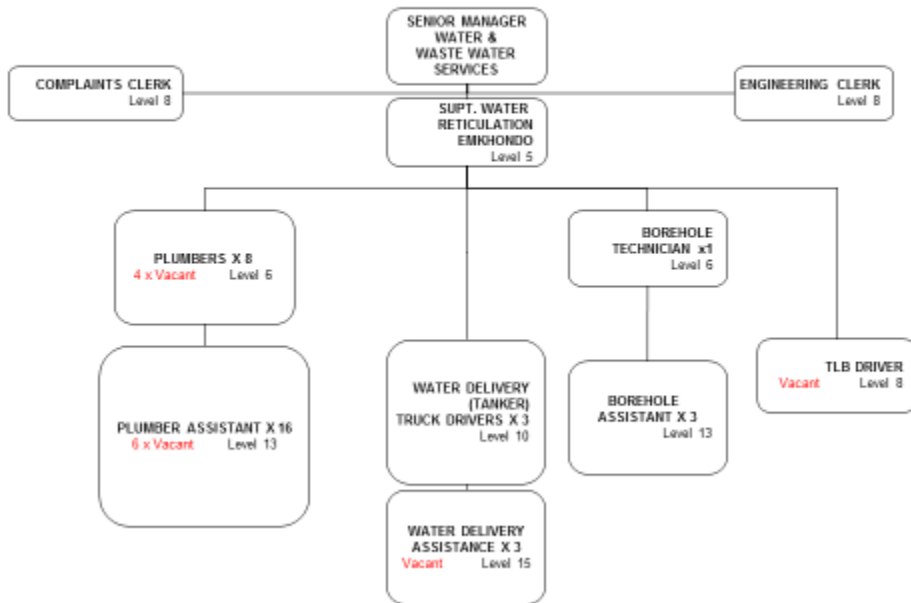 SENIOR MANAGER
WATER &
WASTE WATER
SERVICES
COMPLAINTS CLERK
Level 8
ENGINEERING CLERK
Level 8
SUPT. WATER
RETICULATION
EMKHONDO
Level 5
PLUMBERS X 8
4 x Vacant Level 6
BOREHOLE
TECHNICIAN x1
Level 6
PLUMBER ASSISTANT X 16
6 x Vacant Level 13
WATER DELIVERY
(TANKER)
TRUCK DRIVERS X 3
Level 10
BOREHOLE
ASSISTANT X 3
Level 13
TLB DRIVER
Vacant Level 8
WATER DELIVERY
ASSISTANCE X 3
Vacant Level 15